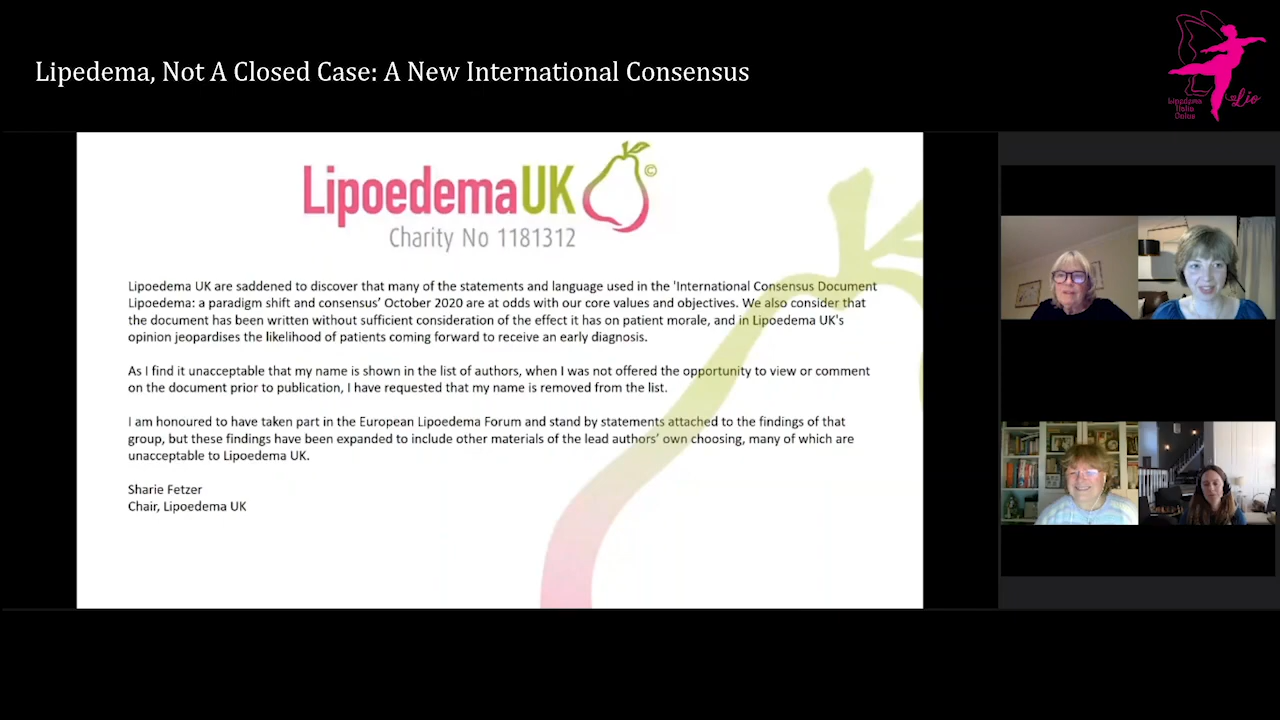 Lipedema, Not A Closed Case: A New International Consensus
Lipedema
Italia
Onlus
Lio
LipoedemaUK ©
Charity No 1181312
Lipoedema UK are saddened to discover that many of the statements and language used in the 'International Consensus Document
Lipoedema: a paradigm shift and consensus’ October 2020 are at odds with our core values and objectives. We also consider that
the document has been written without sufficient consideration of the effect it has on patient morale, and in Lipoedema UK's
opinion jeopardises the likelihood of patients coming forward to receive an early diagnosis.
As I find it unacceptable that my name is shown in the list of authors, when I was not offered the opportunity to view or comment
on the document prior to publication, I have requested that my name is removed from the list.
I am honoured to have taken part in the European Lipoedema Forum and stand by statements attached to the findings of that
group, but these findings have been expanded to include other materials of the lead authors’ own choosing, many of which are
unacceptable to Lipoedema UK.
Sharie Fetzer
Chair, Lipoedema UK